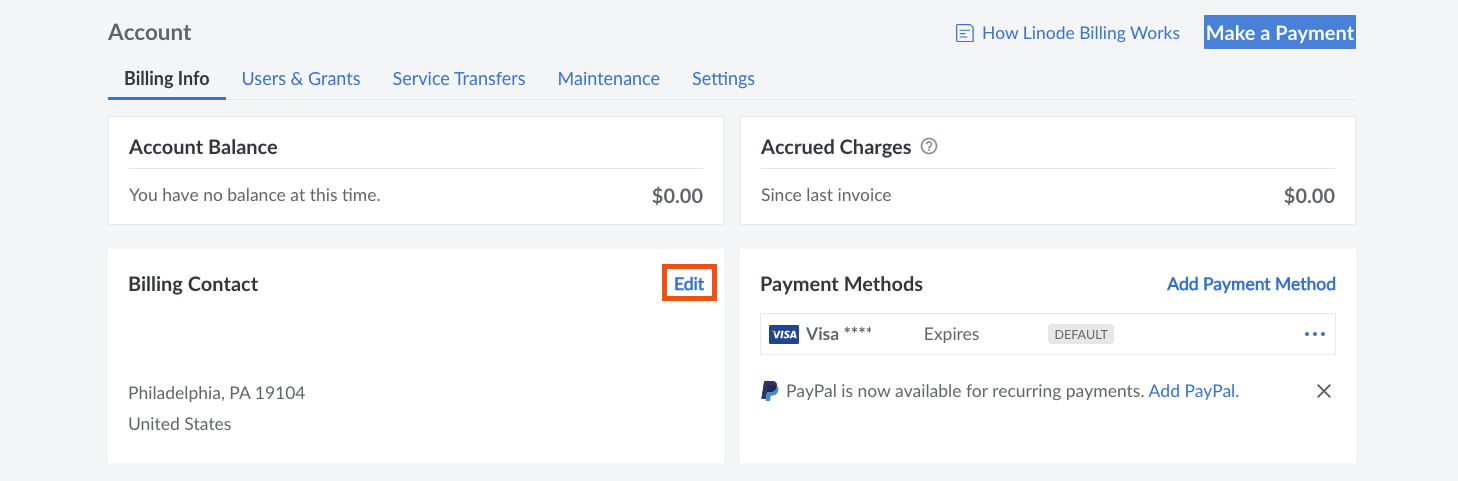 Account
How Linode Billing Works
Make a Payment
Billing Info Users & Grants Service Transfers Maintenance Settings
Account Balance
You have no balance at this time. $0.00
Accrued Charges ?
Since last invoice $0.00
Billing Contact Edit
Philadelphia, PA 19104
United States
Payment Methods Add Payment Method
VISA Visa **** Expires DEFAULT ...
PayPal is now available for recurring payments. Add PayPal.